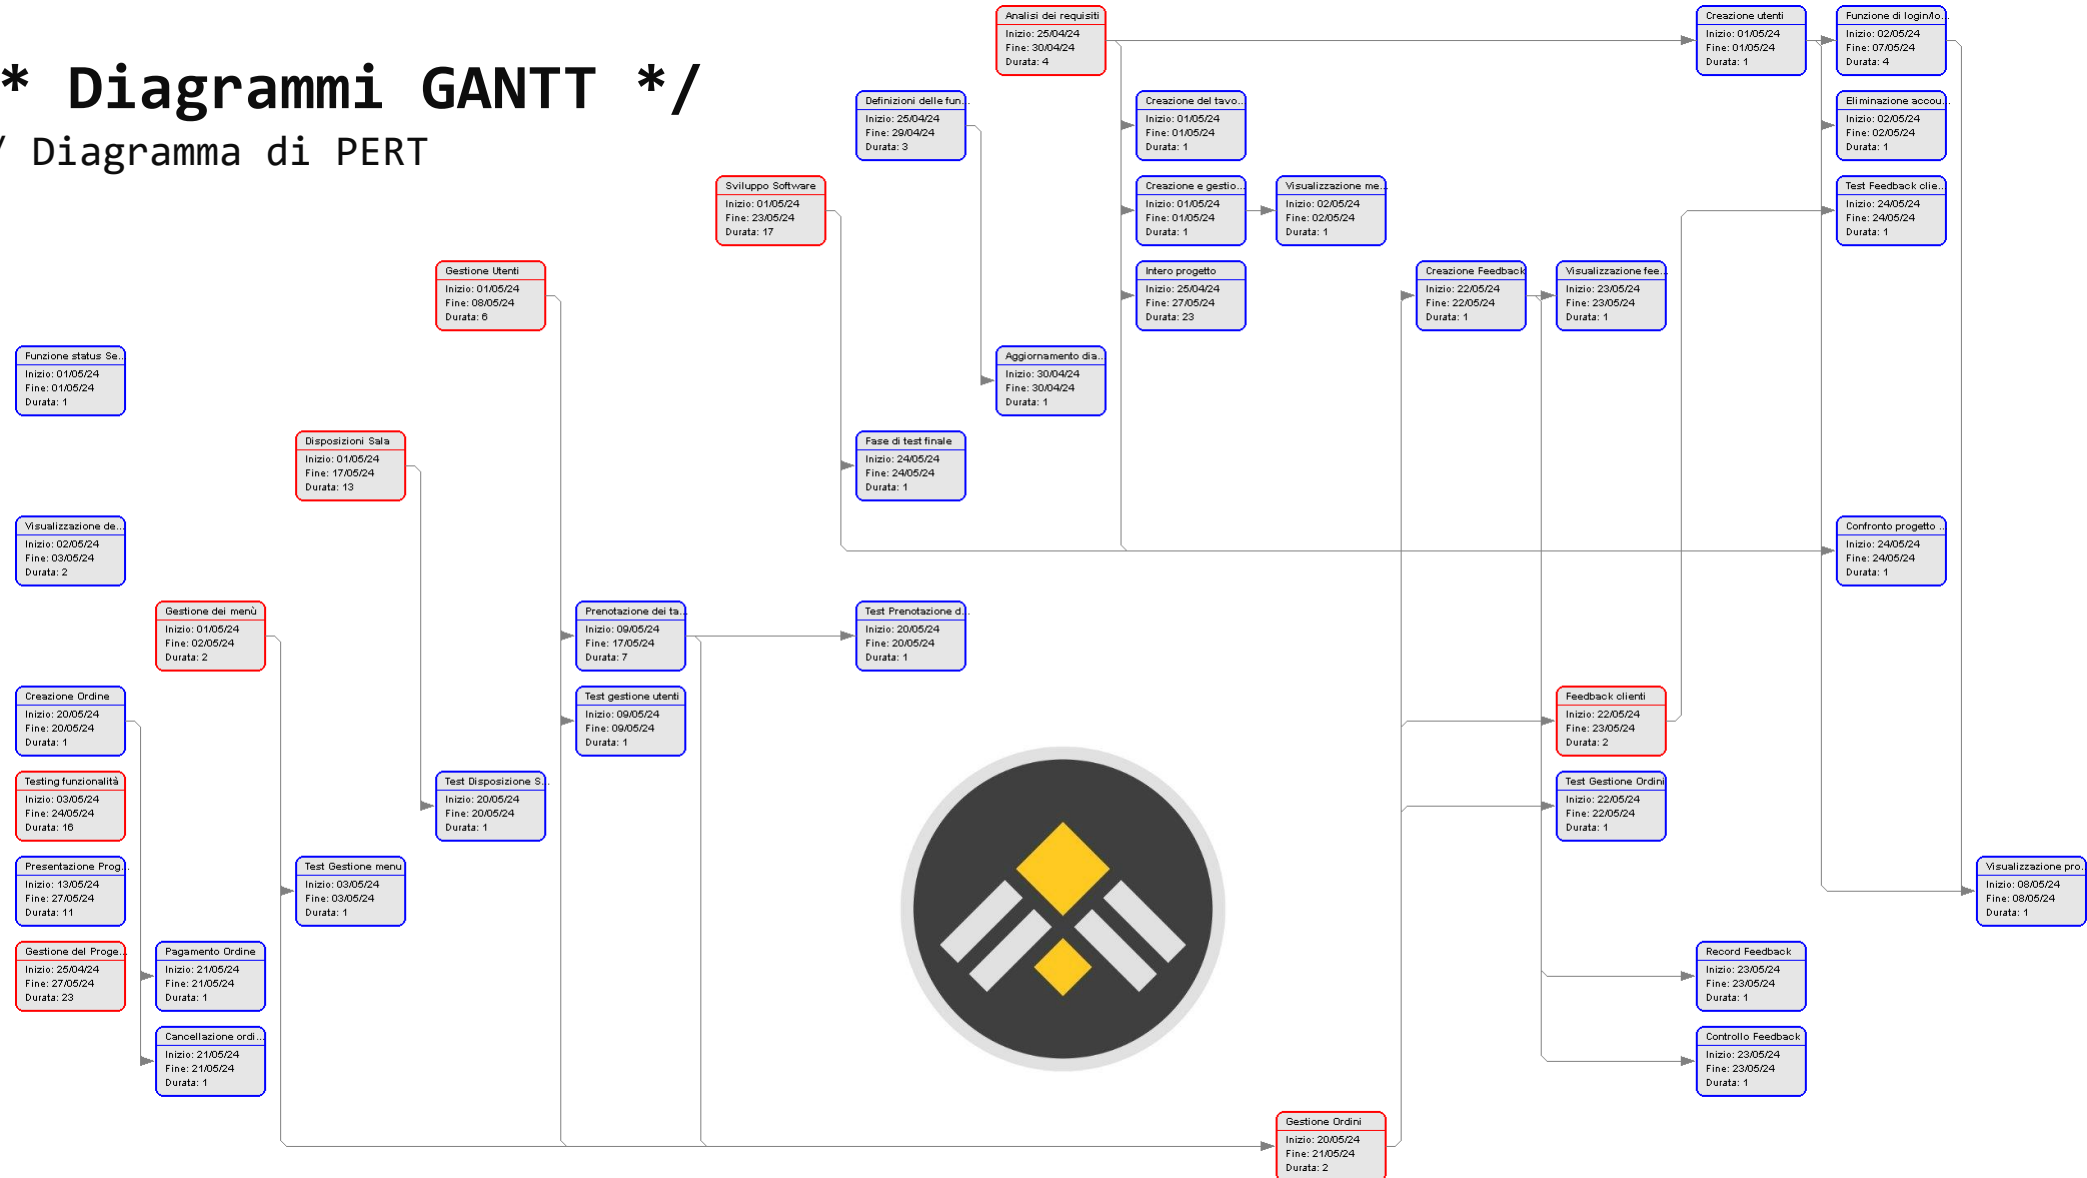 * Diagrammi GANTT */
/ Diagramma di PERT
Analisi dei requisiti
Inizio: 25/04/24
Fine: 30/04/24
Durata: 4
Creazione utenti
Inizio: 01/05/24
Fine: 01/05/24
Durata: 1
Funzione di login/lo...
Inizio: 02/05/24
Fine: 07/05/24
Durata: 4
Definizioni delle fun...
Inizio: 25/04/24
Fine: 29/04/24
Durata: 3
Creazione del tavo...
Inizio: 01/05/24
Fine: 01/05/24
Durata: 1
Eliminazione accou...
Inizio: 02/05/24
Fine: 02/05/24
Durata: 1
Sviluppo Software
Inizio: 01/05/24
Fine: 23/05/24
Durata: 17
Creazione e gestio...
Inizio: 01/05/24
Fine: 01/05/24
Durata: 1
Visualizzazione me...
Inizio: 02/05/24
Fine: 02/05/24
Durata: 1
Test Feedback clie...
Inizio: 24/05/24
Fine: 24/05/24
Durata: 1
Gestione Utenti
Inizio: 01/05/24
Fine: 08/05/24
Durata: 6
Intero progetto
Inizio: 25/04/24
Fine: 27/05/24
Durata: 23
Creazione Feedback
Inizio: 22/05/24
Fine: 22/05/24
Durata: 1
Visualizzazione fee...
Inizio: 23/05/24
Fine: 23/05/24
Durata: 1
Funzione status Se...
Inizio: 01/05/24
Fine: 01/05/24
Durata: 1
Aggiornamento dia...
Inizio: 30/04/24
Fine: 30/04/24
Durata: 1
Disposizioni Sala
Inizio: 01/05/24
Fine: 17/05/24
Durata: 13
Fase di test finale
Inizio: 24/05/24
Fine: 24/05/24
Durata: 1
Visualizzazione de...
Inizio: 02/05/24
Fine: 03/05/24
Durata: 2
Confronto progetto ...
Inizio: 24/05/24
Fine: 24/05/24
Durata: 1
Gestione dei menù
Inizio: 01/05/24
Fine: 02/05/24
Durata: 2
Prenotazione dei ta...
Inizio: 09/05/24
Fine: 17/05/24
Durata: 7
Test Prenotazione d...
Inizio: 20/05/24
Fine: 20/05/24
Durata: 1
Creazione Ordine
Inizio: 20/05/24
Fine: 20/05/24
Durata: 1
Test gestione utenti
Inizio: 09/05/24
Fine: 09/05/24
Durata: 1
Feedback clienti
Inizio: 22/05/24
Fine: 23/05/24
Durata: 2
Testing funzionalità
Inizio: 03/05/24
Fine: 24/05/24
Durata: 16
Test Disposizione S...
Inizio: 20/05/24
Fine: 20/05/24
Durata: 1
Test Gestione Ordini
Inizio: 22/05/24
Fine: 22/05/24
Durata: 1
Presentazione Prog...
Inizio: 13/05/24
Fine: 27/05/24
Durata: 11
Test Gestione menu
Inizio: 03/05/24
Fine: 03/05/24
Durata: 1
Visualizzazione pro...
Inizio: 08/05/24
Fine: 08/05/24
Durata: 1
Gestione del Proge...
Inizio: 25/04/24
Fine: 27/05/24
Durata: 23
Pagamento Ordine
Inizio: 21/05/24
Fine: 21/05/24
Durata: 1
Record Feedback
Inizio: 23/05/24
Fine: 23/05/24
Durata: 1
Cancellazione ordi...
Inizio: 21/05/24
Fine: 21/05/24
Durata: 1
Controllo Feedback
Inizio: 23/05/24
Fine: 23/05/24
Durata: 1
Gestione Ordini
Inizio: 20/05/24
Fine: 21/05/24
Durata: 2